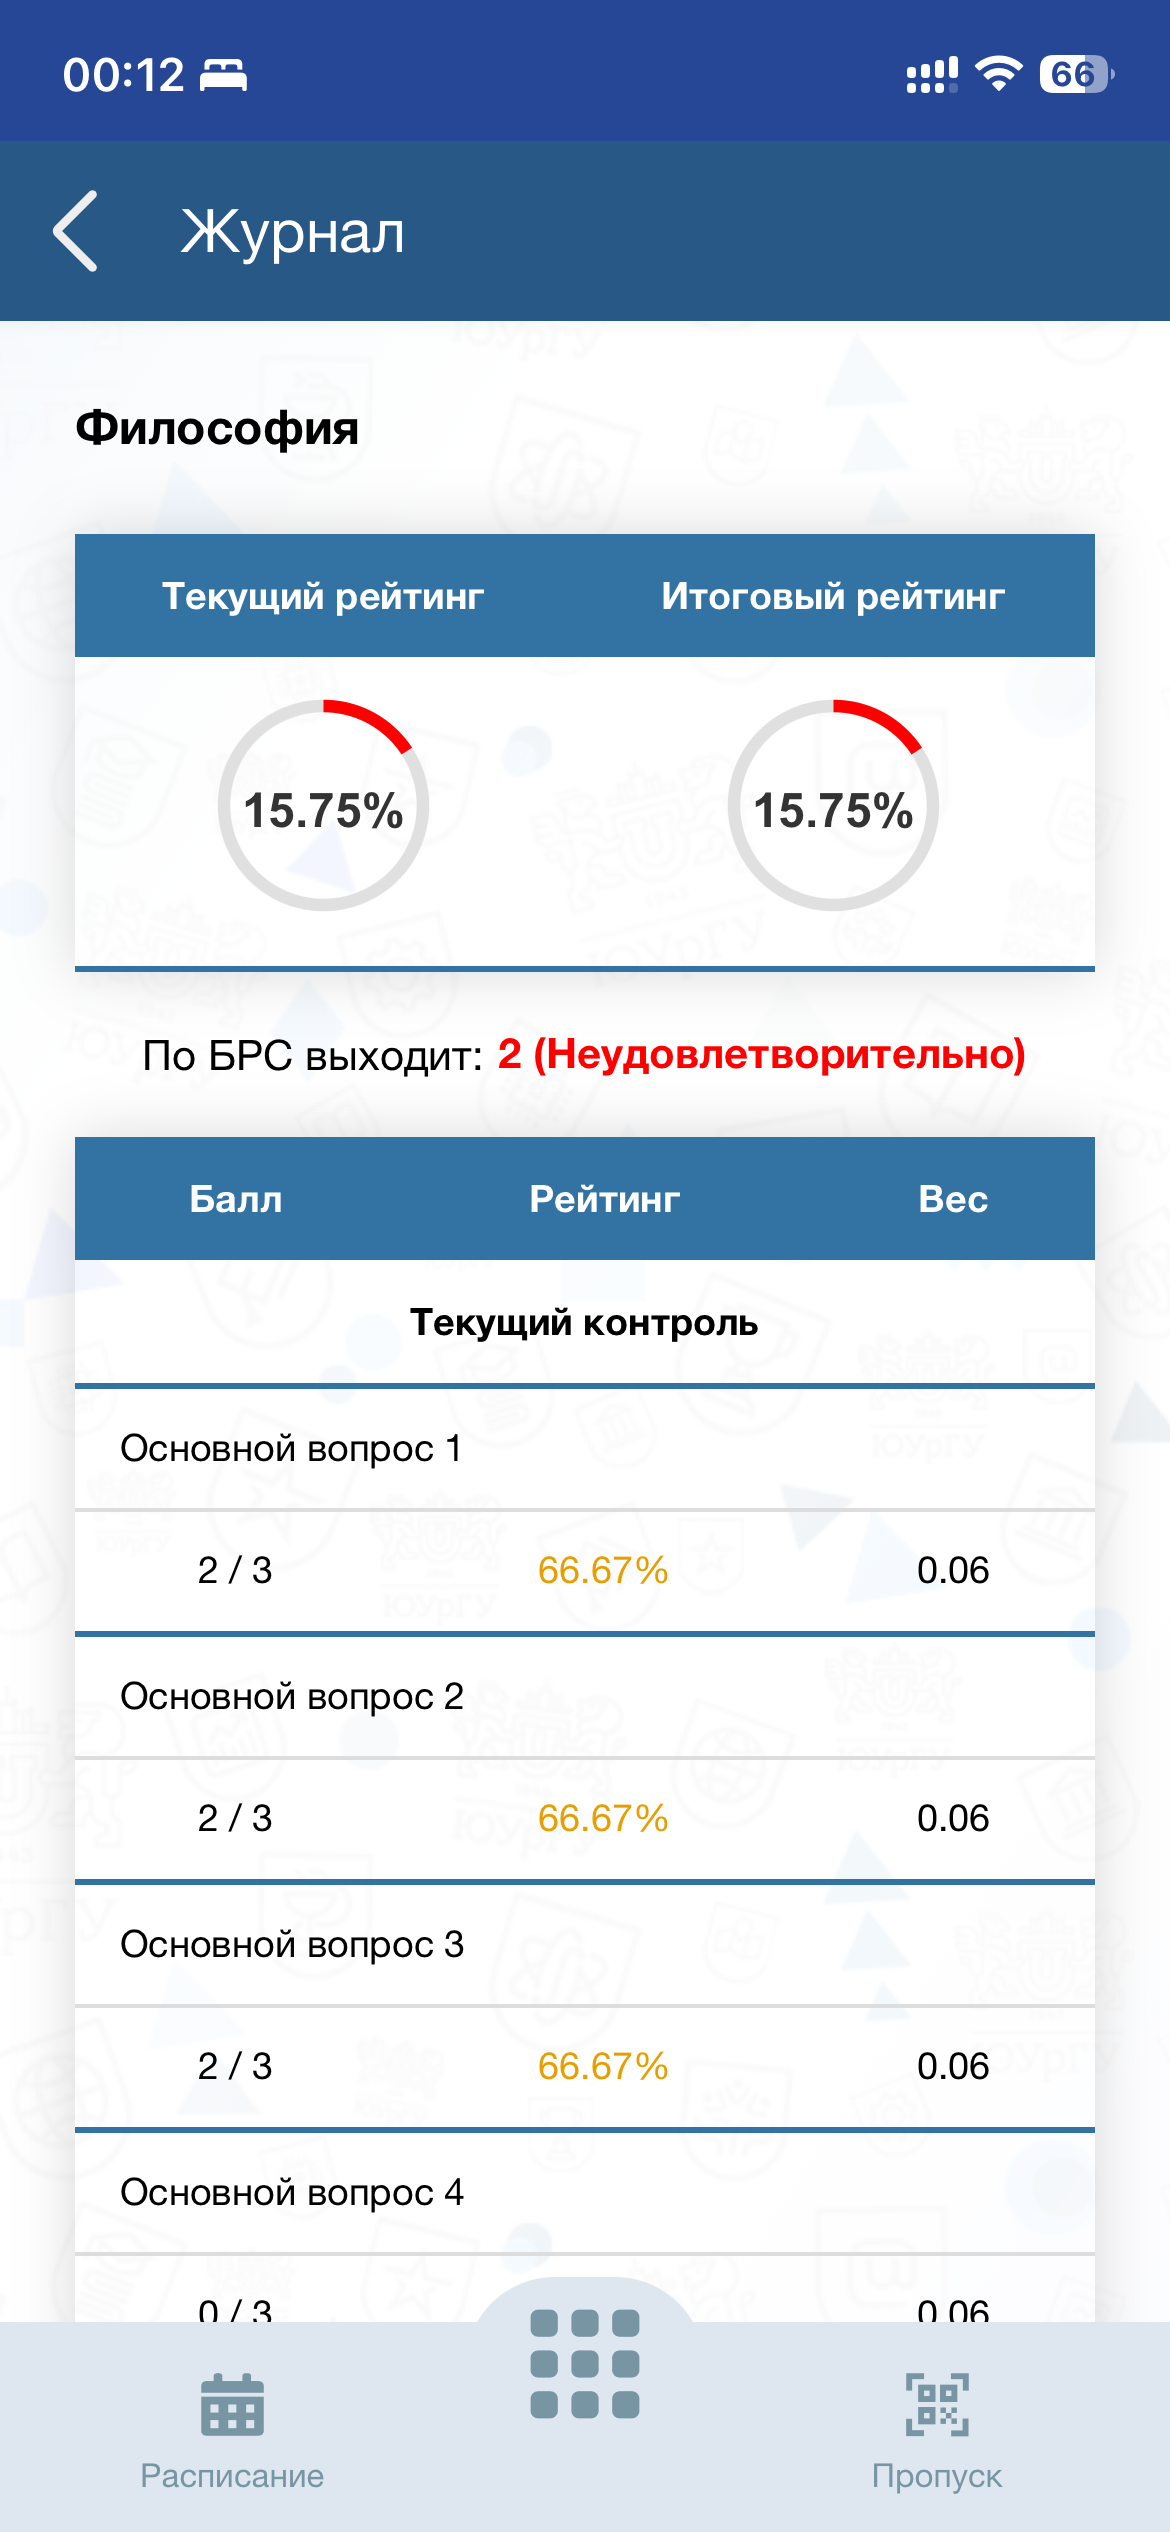 00:12
66
Журнал
Философия
Текущий рейтинг Итоговый рейтинг
15.75% 15.75%
По БРС выходит: 2 (Неудовлетворительно)
Балл Рейтинг Вес
Текущий контроль
Основной вопрос 1
2 / 3 66.67% 0.06
Основной вопрос 2
2 / 3 66.67% 0.06
Основной вопрос 3
2 / 3 66.67% 0.06
Основной вопрос 4
0 / 3 0.06
Расписание Пропуск